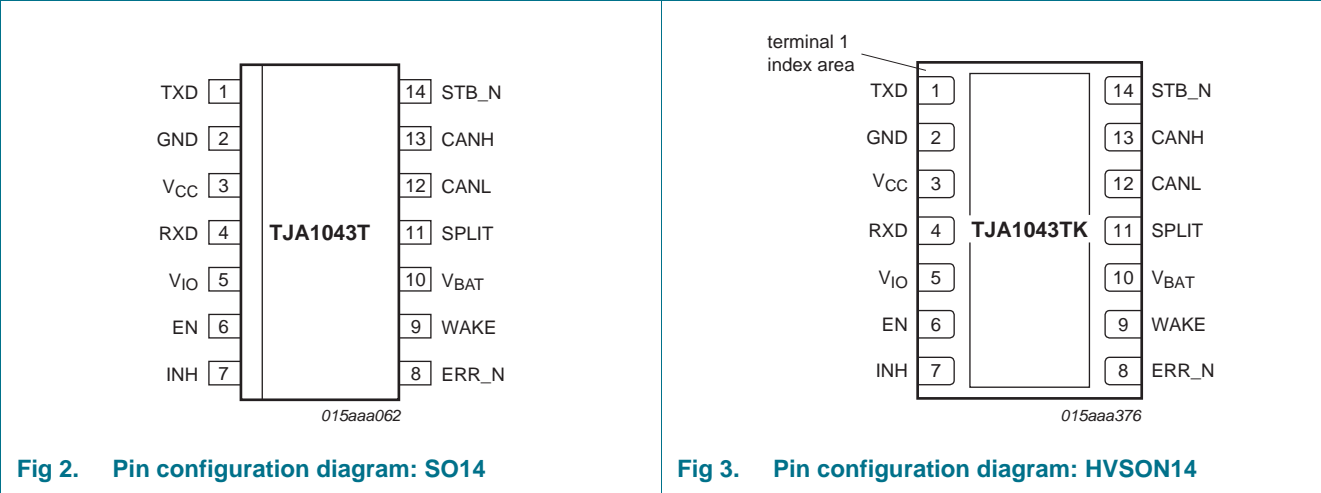 TXD 1 14 STB_N
GND 2 13 CANH
VCC 3 12 CANL
RXD 4 TJA1043T 11 SPLIT
VIO 5 10 VBAT
EN 6 9 WAKE
INH 7 8 ERR_N
015aaa062
Fig 2. Pin configuration diagram: SO14
terminal 1
index area
TXD 1 14 STB_N
GND 2 13 CANH
VCC 3 12 CANL
RXD 4 TJA1043TK 11 SPLIT
VIO 5 10 VBAT
EN 6 9 WAKE
INH 7 8 ERR_N
015aaa376
Fig 3. Pin configuration diagram: HVSON14